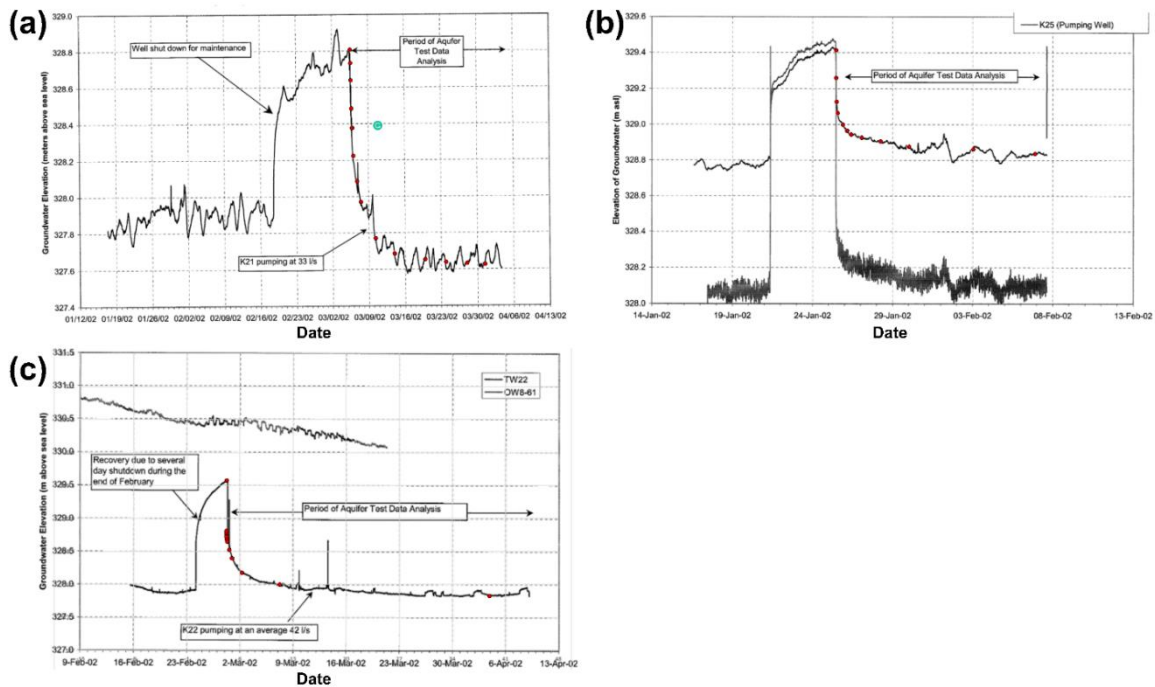 (a)
329.0
328.8
328.6
328.4
328.2
328.0
327.8
327.6
327.4
Groundwater Elevation (meters above sea level)
Well shut down for maintenance
Period of Aqufer
Test Data
Analysis
K21 pumping at 33 l/s
01/12/02 01/19/02 01/26/02 02/02/02 02/09/02 02/16/02 02/23/02 03/02/02 03/09/02 03/16/02 03/23/02 03/30/02 04/06/02 04/13/02
Date
(b)
329.6
329.4
329.2
329.0
328.8
328.6
328.4
328.2
328.0
Elevation of Groundwater (m asl)
K25 (Pumping Well)
Period of Aquifer Test Data Analysis
14-Jan-02 19-Jan-02 24-Jan-02 29-Jan-02 03-Feb-02 08-Feb-02 13-Feb-02
Date
(c)
331.5
331.0
330.5
330.0
329.5
329.0
328.5
328.0
327.5
327.0
Groundwater Elevation (m above sea level)
TW22
OW8-61
Recovery due to several
day shutdown during the
end of February
Period of Aquifer Test Data Analysis
K22 pumping at an average 42 l/s
9-Feb-02 16-Feb-02 23-Feb-02 2-Mar-02 9-Mar-02 16-Mar-02 23-Mar-02 30-Mar-02 6-Apr-02 13-Apr-02
Date